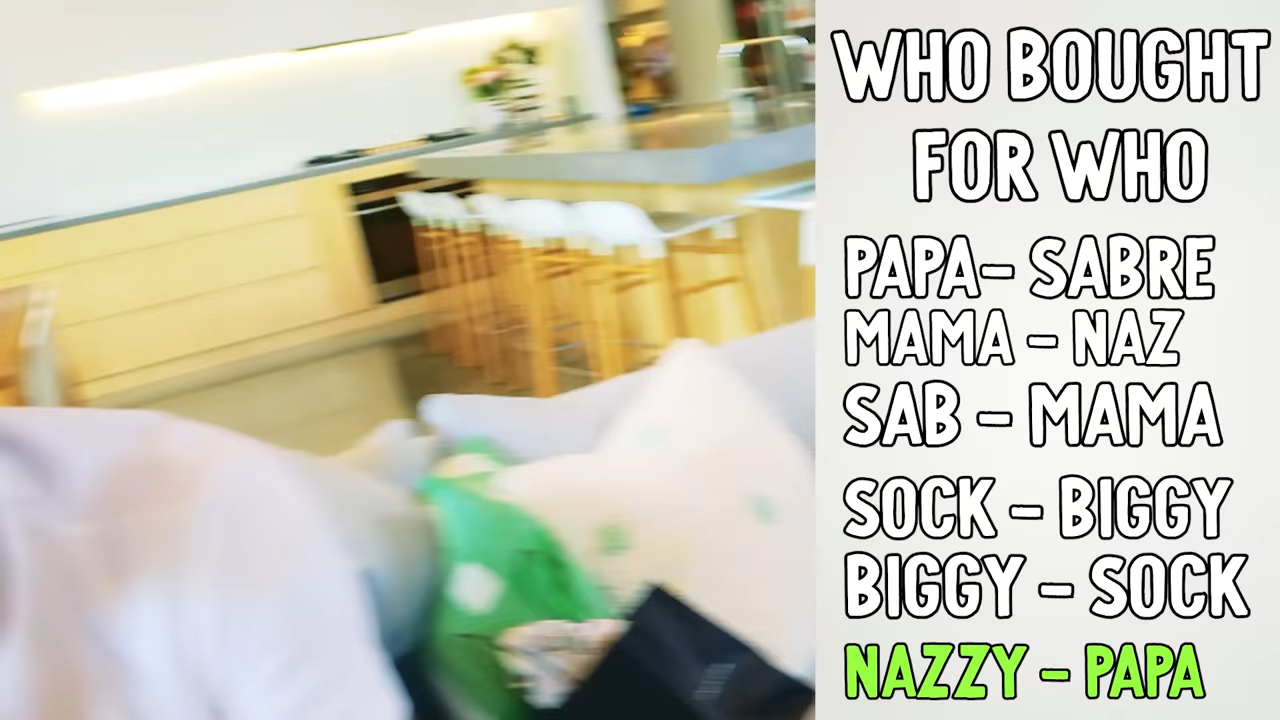 WHO BOUGHT
FOR WHO
PAPA- SABRE
MAMA - NAZ
SAB - MAMA
SOCK - BIGGY
BIGGY - SOCK
NAZZY - PAPA